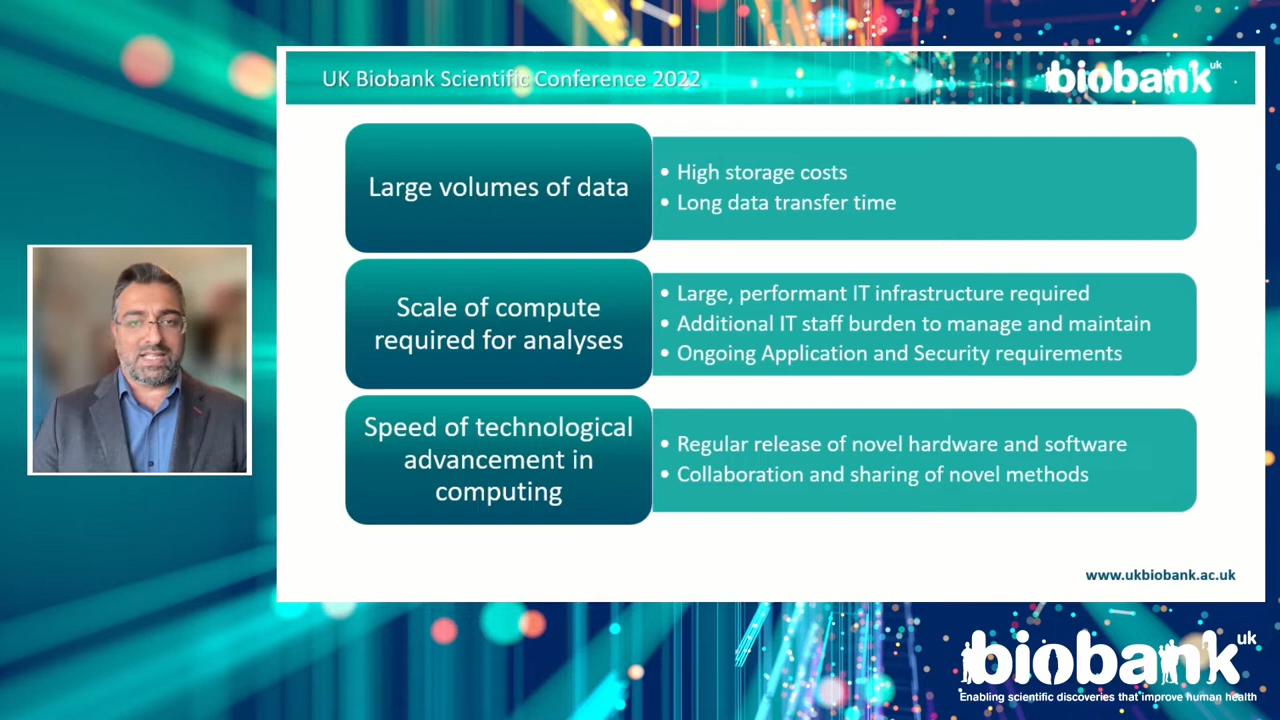 UK Biobank Scientific Conference 2022
biobank uk
Large volumes of data
• High storage costs
• Long data transfer time
Scale of compute
required for analyses
• Large, performant IT infrastructure required
• Additional IT staff burden to manage and maintain
• Ongoing Application and Security requirements
Speed of technological
advancement in
computing
• Regular release of novel hardware and software
• Collaboration and sharing of novel methods
www.ukbiobank.ac.uk
biobank uk
Enabling scientific discoveries that improve human health